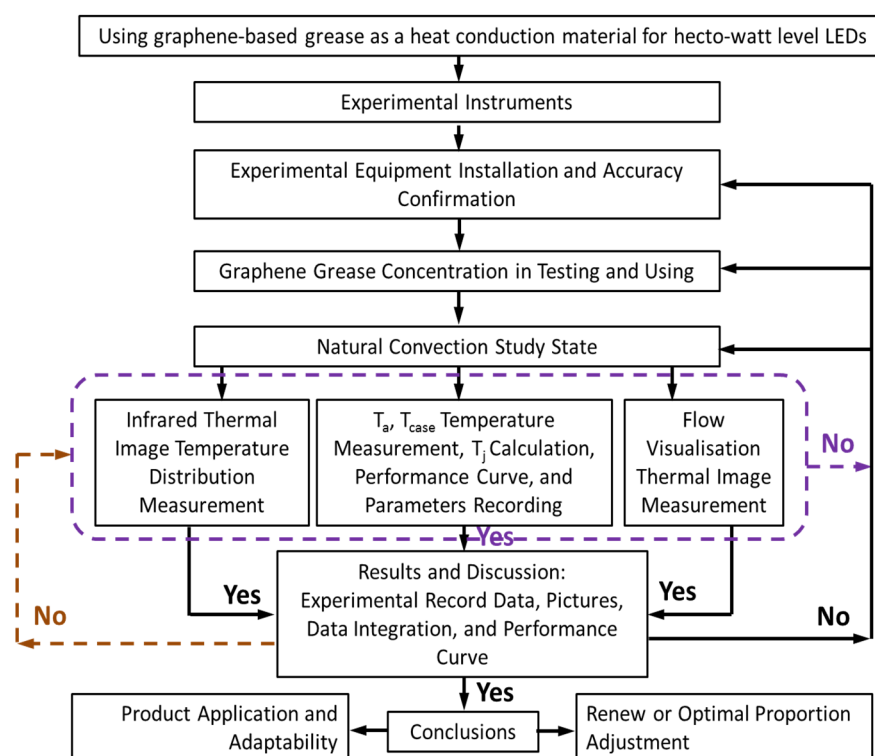 Using graphene-based grease as a heat conduction material for hecto-watt level LEDs
Experimental Instruments
Experimental Equipment Installation and Accuracy
Confirmation
Graphene Grease Concentration in Testing and Using
Natural Convection Study State
Infrared Thermal
Image Temperature
Distribution
Measurement
Ta, Tcase Temperature
Measurement, Tj Calculation,
Performance Curve, and
Parameters Recording
Flow
Visualisation
Thermal Image
Measurement
No
Yes
Yes
Yes
No
No
Results and Discussion:
Experimental Record Data, Pictures,
Data Integration, and Performance
Curve
Yes
Product Application and
Adaptability
Conclusions
Renew or Optimal Proportion
Adjustment